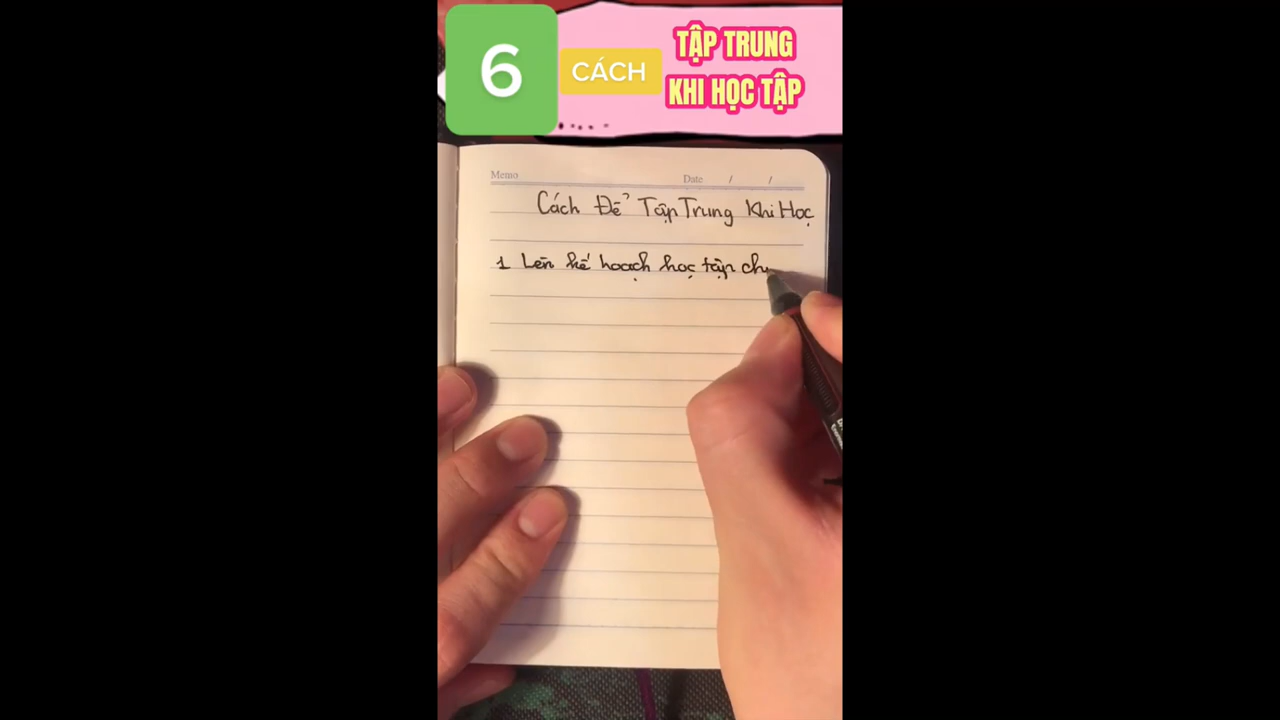 6
CÁCH
TẬP TRUNG
KHI HỌC TẬP
Memo
Date / /
Cách Để Tập Trung Khi Học
1 Lên kế hoạch học tập